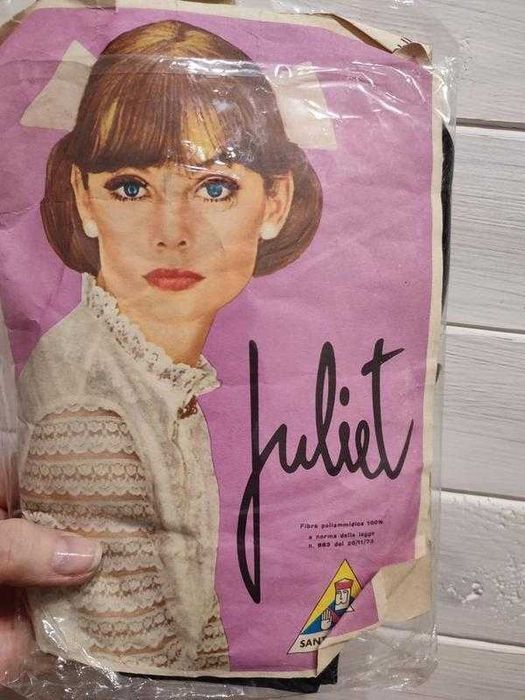 Juliet
Fibra poliammidica 100%
a norma della legge
n. 883 del 26/11/73
SANT